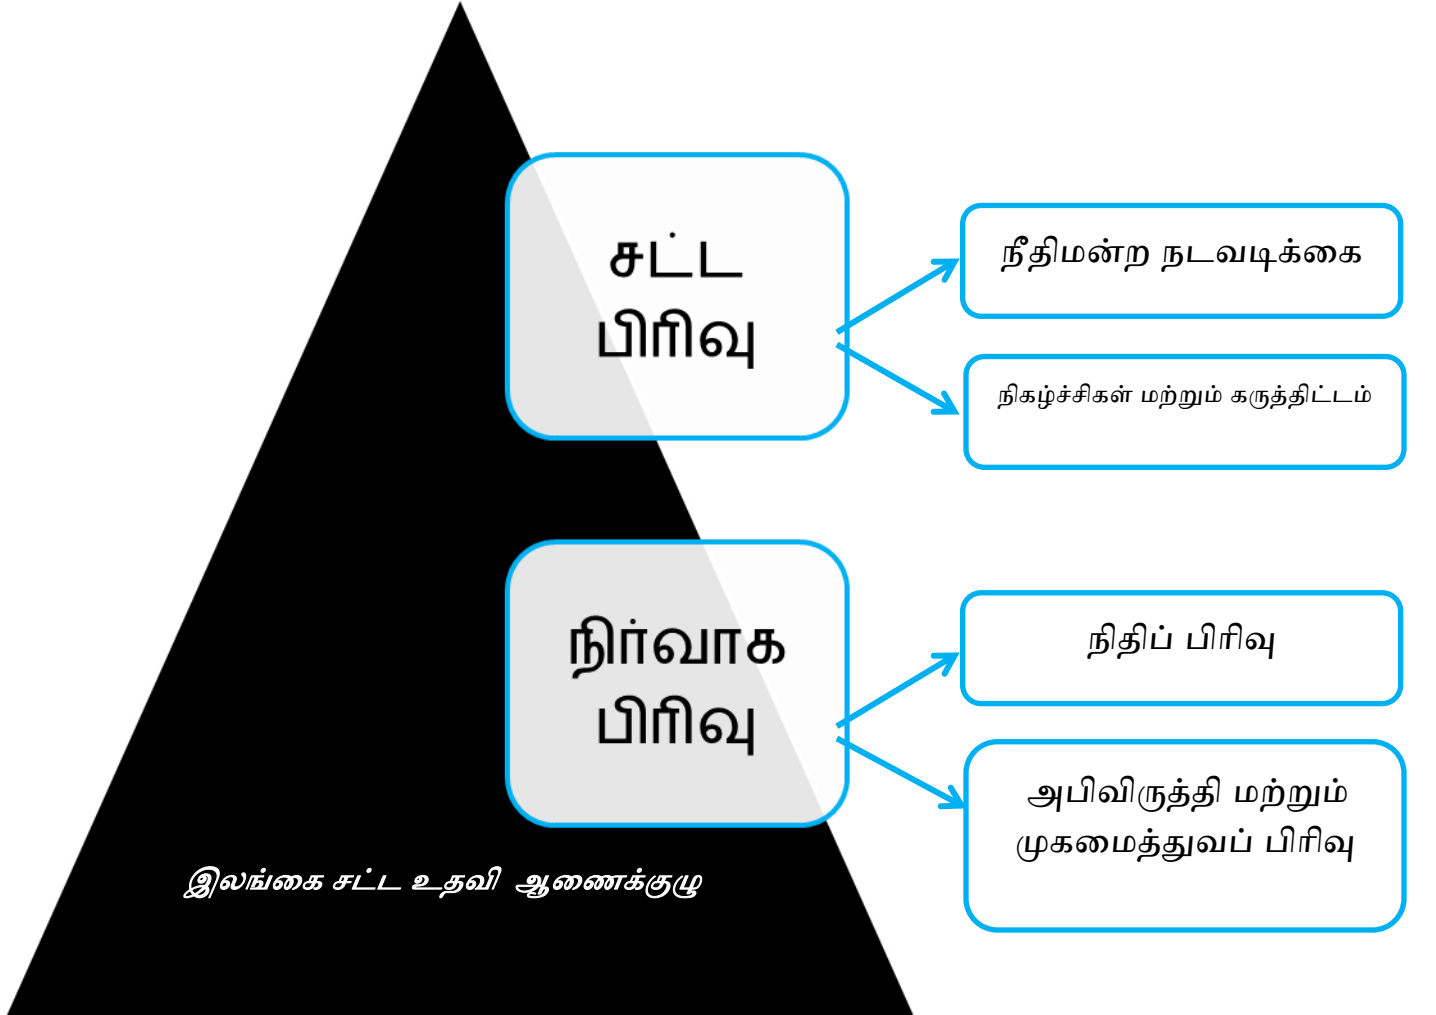 சட்ட
பிரிவு
நீதிமன்ற நடவடிக்கை
நிகழ்ச்சிகள் மற்றும் கருத்திட்டம்
நிர்வாக
பிரிவு
நிதிப் பிரிவு
அபிவிருத்தி மற்றும்
முகமைத்துவப் பிரிவு
இலங்கை சட்ட உதவி ஆணைக்குழு